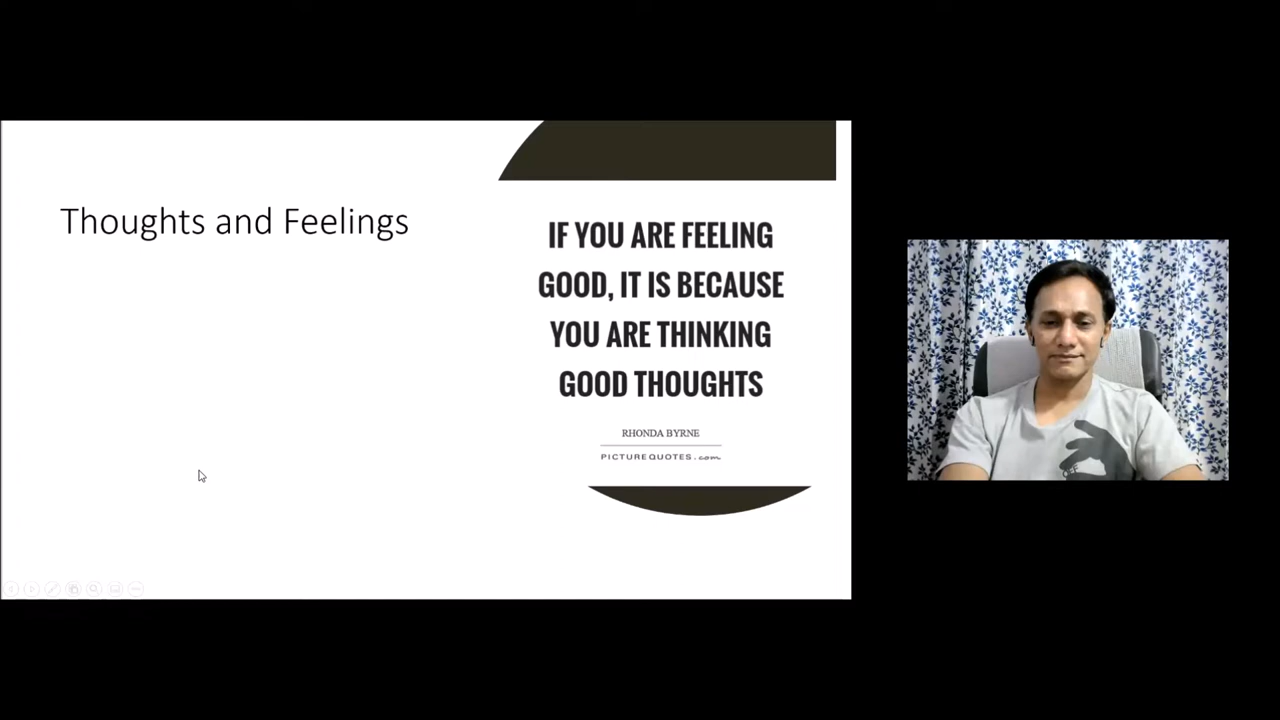 Thoughts and Feelings
IF YOU ARE FEELING
GOOD, IT IS BECAUSE
YOU ARE THINKING
GOOD THOUGHTS
RHONDA BYRNE
PICTUREQUOTES.com
OFF